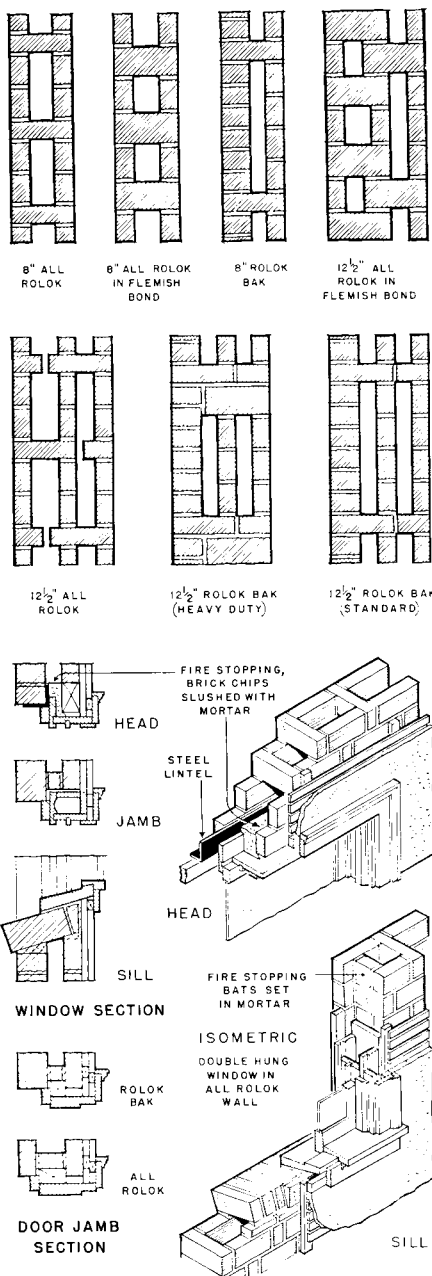 8" ALL
ROLOK
8" ALL ROLOK
IN FLEMISH
BOND
8" ROLOK
BAK
12½" ALL
ROLOK IN
FLEMISH BOND
12½" ALL
ROLOK
12½" ROLOK BAK
(HEAVY DUTY)
12½" ROLOK BAK
(STANDARD)
FIRE STOPPING,
BRICK CHIPS
SLUSHED WITH
MORTAR
HEAD
STEEL
LINTEL
JAMB
HEAD
SILL
WINDOW SECTION
FIRE STOPPING
BATS SET
IN MORTAR
ISOMETRIC
DOUBLE HUNG
WINDOW IN
ALL ROLOK
WALL
ROLOK
BAK
ALL
ROLOK
DOOR JAMB
SECTION
SILL